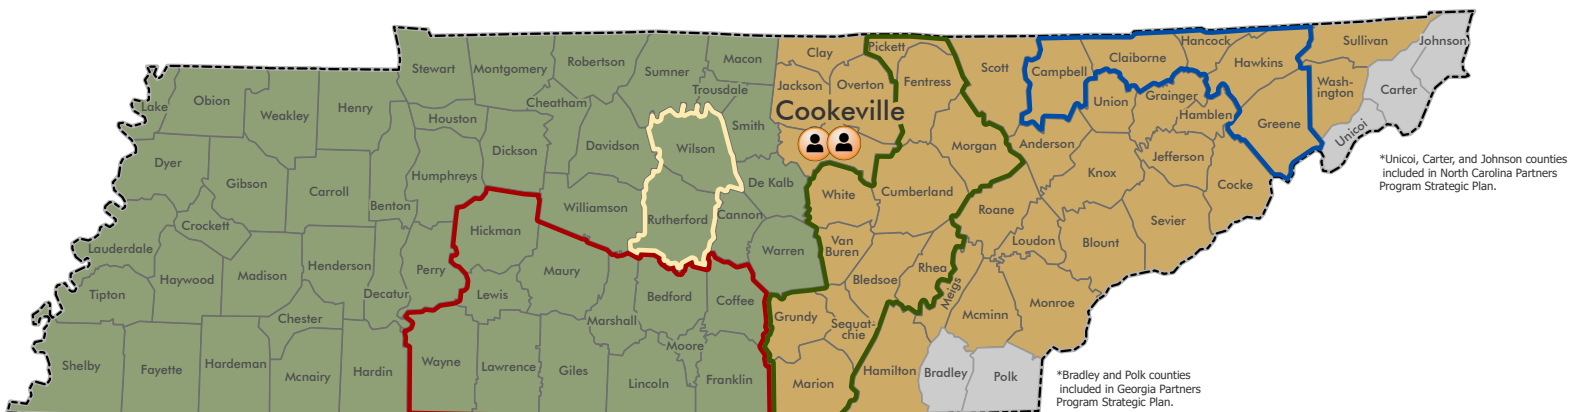 Stewart
Montgomery
Robertson
Sumner
Macon
Clay
Pickett
Scott
Campbell
Claiborne
Hancock
Hawkins
Sullivan
Johnson
Lake
Obion
Weakley
Henry
Houston
Cheatham
Trousdale
Jackson
Overton
Fentress
Union
Grainger
Hamblen
Wash-
ington
Carter
Unicoi
Cookeville
Smith
Wilson
Davidson
Dickson
Humphreys
Dyer
Gibson
Carroll
Benton
Morgan
Anderson
Knox
Jefferson
Greene
Cocke
*Unicoi, Carter, and Johnson counties
included in North Carolina Partners
Program Strategic Plan.
Crockett
Williamson
Rutherford
De Kalb
Cannon
White
Cumberland
Roane
Sevier
Lauderdale
Haywood
Madison
Henderson
Perry
Hickman
Maury
Warren
Van
Buren
Bledsoe
Rhea
Loudon
Blount
Tipton
Chester
Decatur
Lewis
Marshall
Bedford
Coffee
Grundy
Sequat-
chie
Meigs
Mcminn
Monroe
Shelby
Fayette
Hardeman
Mcnairy
Hardin
Wayne
Lawrence
Giles
Lincoln
Moore
Franklin
Marion
Hamilton
Bradley
Polk
*Bradley and Polk counties
included in Georgia Partners
Program Strategic Plan.